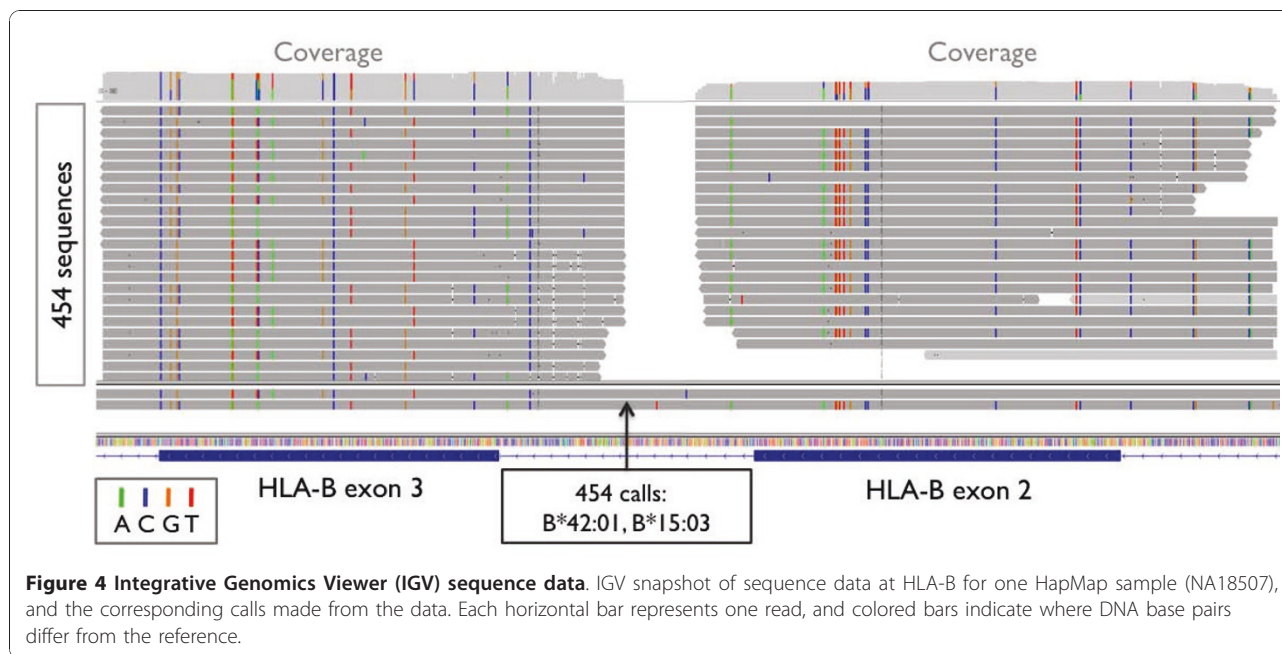 Coverage
Coverage
454 sequences
HLA-B exon 3
HLA-B exon 2
A C G T
454 calls:
B*42:01, B*15:03
Figure 4 Integrative Genomics Viewer (IGV) sequence data. IGV snapshot of sequence data at HLA-B for one HapMap sample (NA18507),
and the corresponding calls made from the data. Each horizontal bar represents one read, and colored bars indicate where DNA base pairs
differ from the reference.